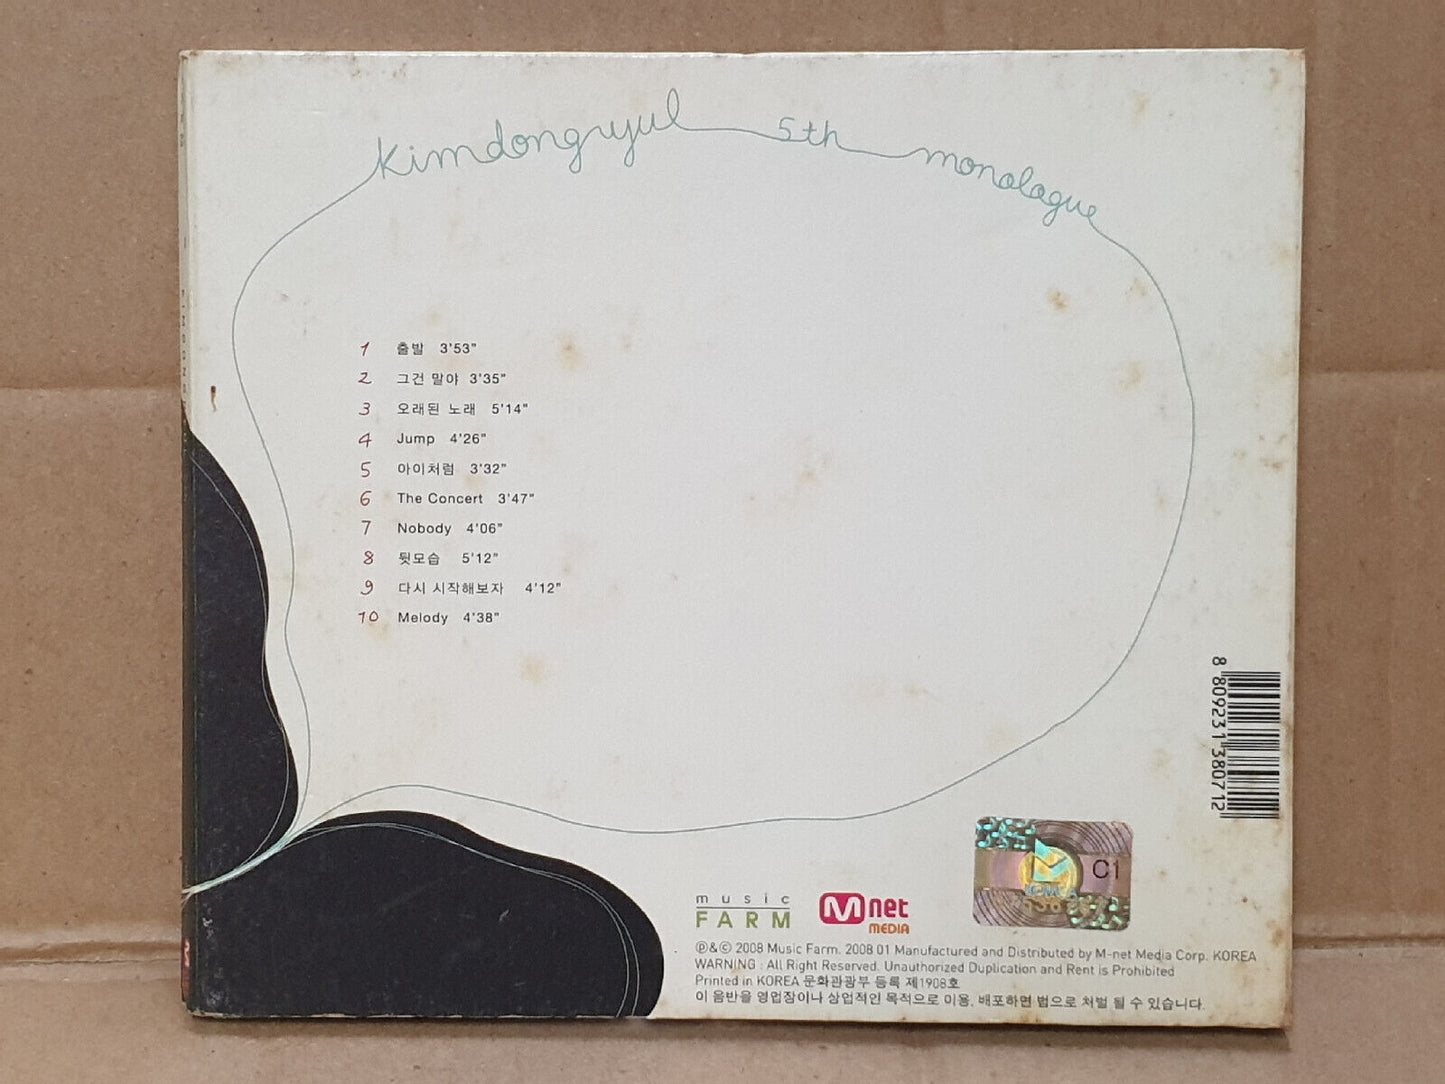 kimdongryul 5th monologue
1 출발 3'53"
2 그건 말야 3'35"
3 오래된 노래 5'14"
4 Jump 4'26"
5 아이처럼 3'32"
6 The Concert 3'47"
7 Nobody 4'06"
8 뒷모습 5'12"
9 다시 시작해보자 4'12"
10 Melody 4'38"
8 809231 380712
C1
music
FARM
M net
MEDIA
℗&© 2008 Music Farm. 2008 01 Manufactured and Distributed by M-net Media Corp. KOREA
WARNING : All Right Reserved. Unauthorized Duplication and Rent is Prohibited
Printed in KOREA 문화관광부 등록 제1908호
이 음반을 영업장이나 상업적인 목적으로 이용, 배포하면 법으로 처벌 될 수 있습니다.